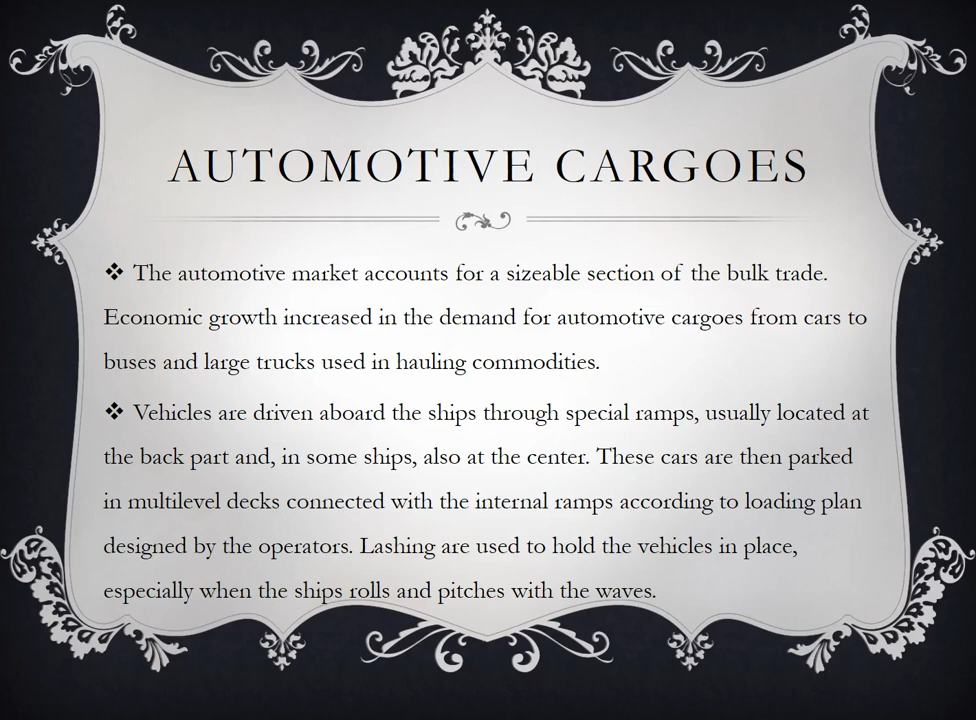 AUTOMOTIVE CARGOES
❖ The automotive market accounts for a sizeable section of the bulk trade.
Economic growth increased in the demand for automotive cargoes from cars to
buses and large trucks used in hauling commodities.
❖ Vehicles are driven aboard the ships through special ramps, usually located at
the back part and, in some ships, also at the center. These cars are then parked
in multilevel decks connected with the internal ramps according to loading plan
designed by the operators. Lashing are used to hold the vehicles in place,
especially when the ships rolls and pitches with the waves.